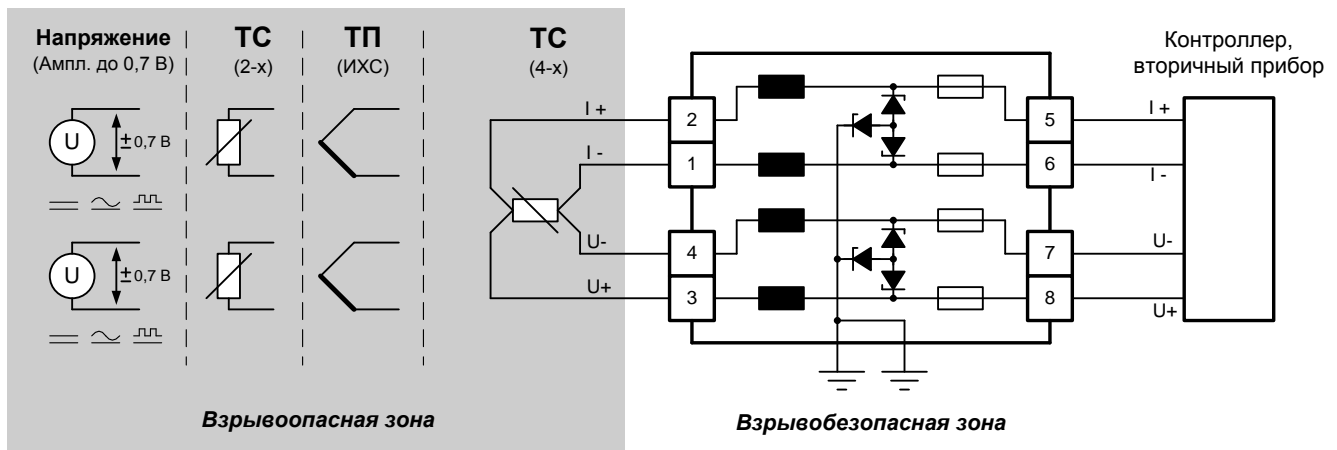 Напряжение
(Ампл. до 0,7 В)
ТС
(2-х)
ТП
(ИХС)
ТС
(4-х)
Контроллер,
вторичный прибор
U
± 0,7 В
U
± 0,7 В
I +
I -
U-
U+
2
1
4
3
5
6
7
8
I +
I -
U-
U+
Взрывоопасная зона
Взрывобезопасная зона